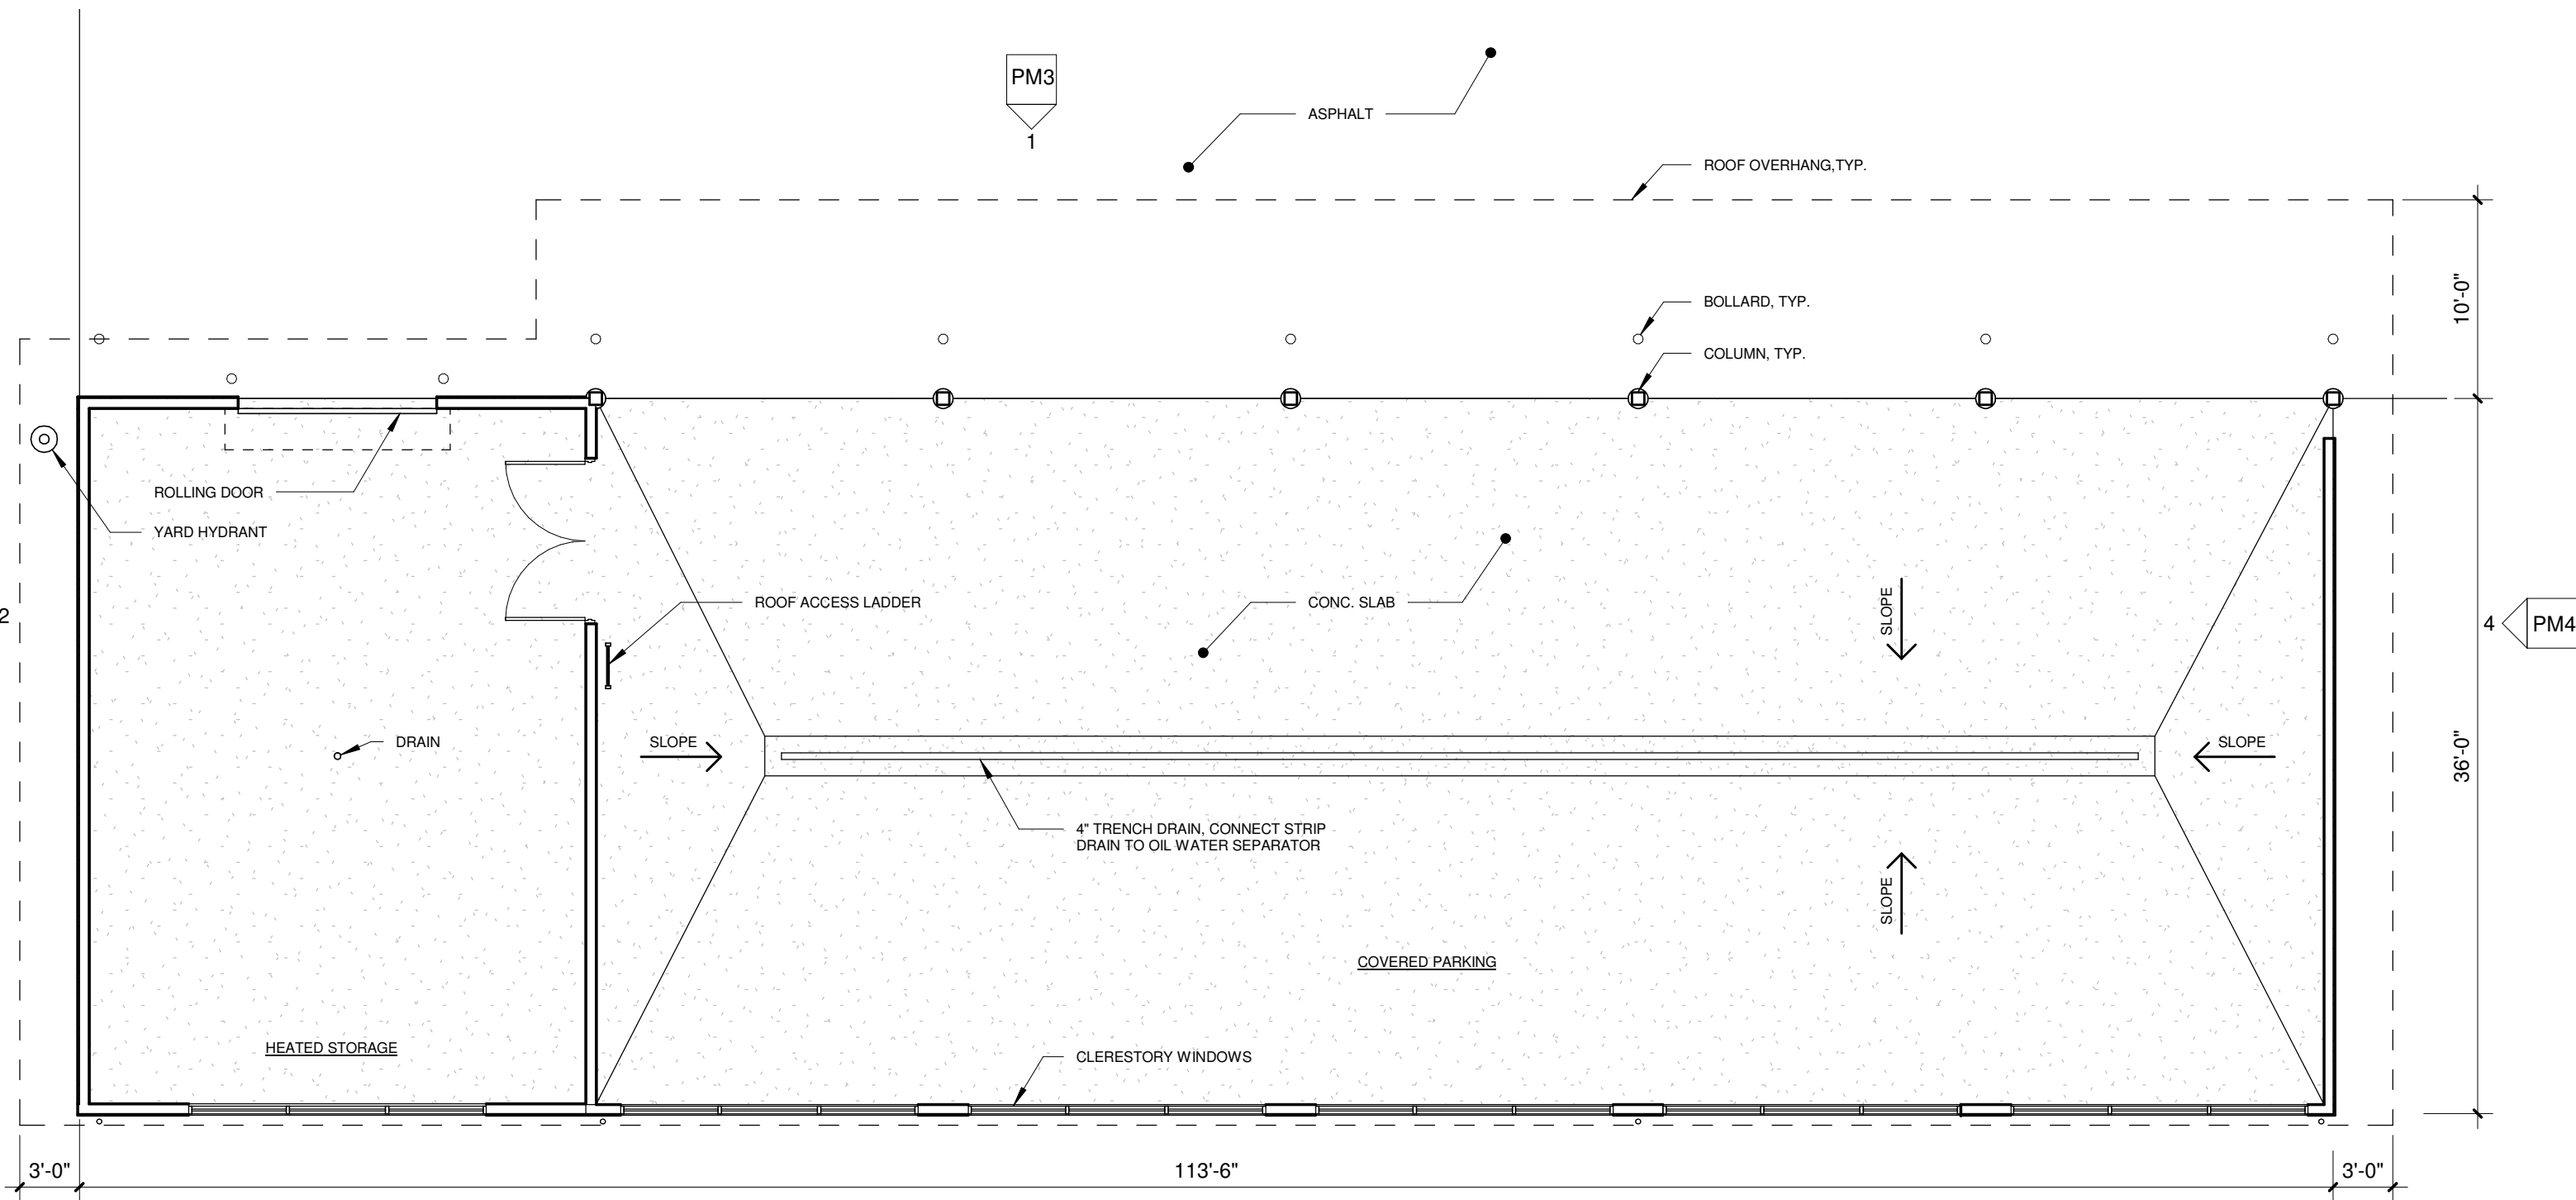 PM3
1
ASPHALT
ROOF OVERHANG,TYP.
BOLLARD, TYP.
10'-0"
COLUMN, TYP.
ROLLING DOOR
YARD HYDRANT
ROOF ACCESS LADDER
CONC. SLAB
SLOPE
2
4
PM4
DRAIN
SLOPE
SLOPE
36'-0"
4" TRENCH DRAIN, CONNECT STRIP
DRAIN TO OIL WATER SEPARATOR
SLOPE
COVERED PARKING
HEATED STORAGE
CLERESTORY WINDOWS
3'-0"
113'-6"
3'-0"